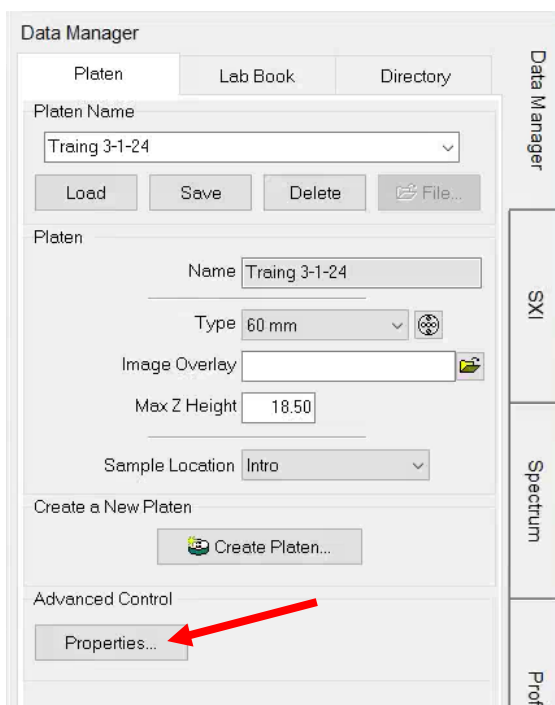 Data Manager
Platen Lab Book Directory
Platen Name
Traing 3-1-24
Load Save Delete File...
Platen
Name Traing 3-1-24
Type 60 mm
Image Overlay
Max Z Height 18.50
Sample Location Intro
Create a New Platen
Create Platen...
Advanced Control
Properties...
Data Manager
SXI
Spectrum
Prof